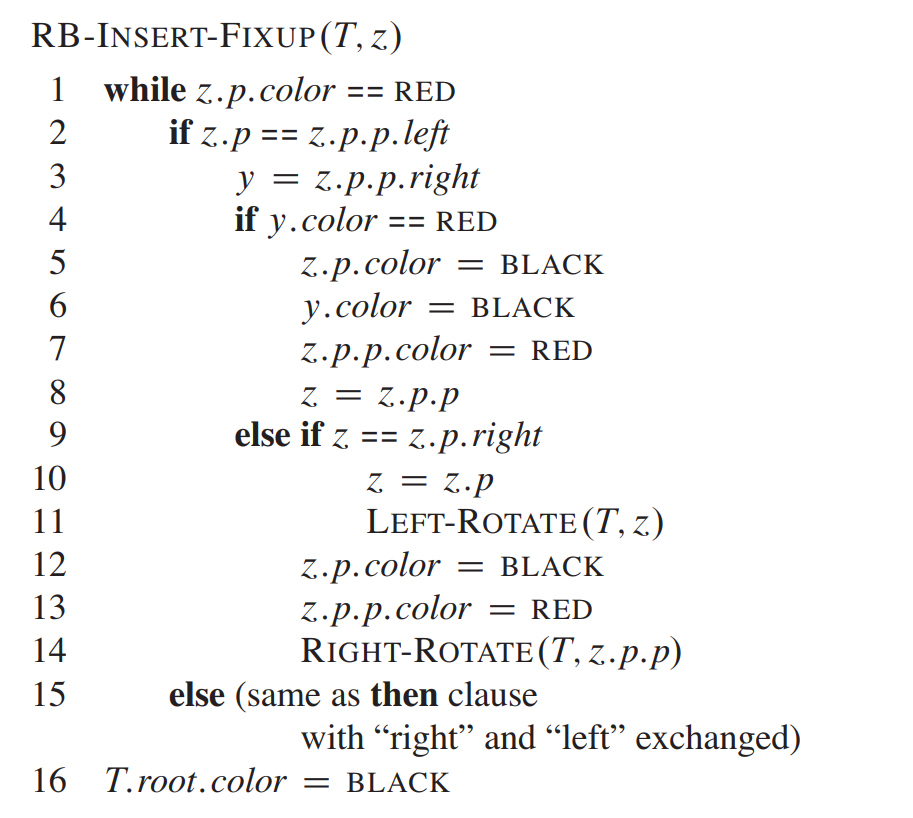 RB-INSERT-FIXUP(T, z)
1 while z.p.color == RED
2 if z.p == z.p.p.left
3 y = z.p.p.right
4 if y.color == RED
5 z.p.color = BLACK
6 y.color = BLACK
7 z.p.p.color = RED
8 z = z.p.p
9 else if z == z.p.right
10 z = z.p
11 LEFT-ROTATE(T, z)
12 z.p.color = BLACK
13 z.p.p.color = RED
14 RIGHT-ROTATE(T, z.p.p)
15 else (same as then clause
with “right” and “left” exchanged)
16 T.root.color = BLACK